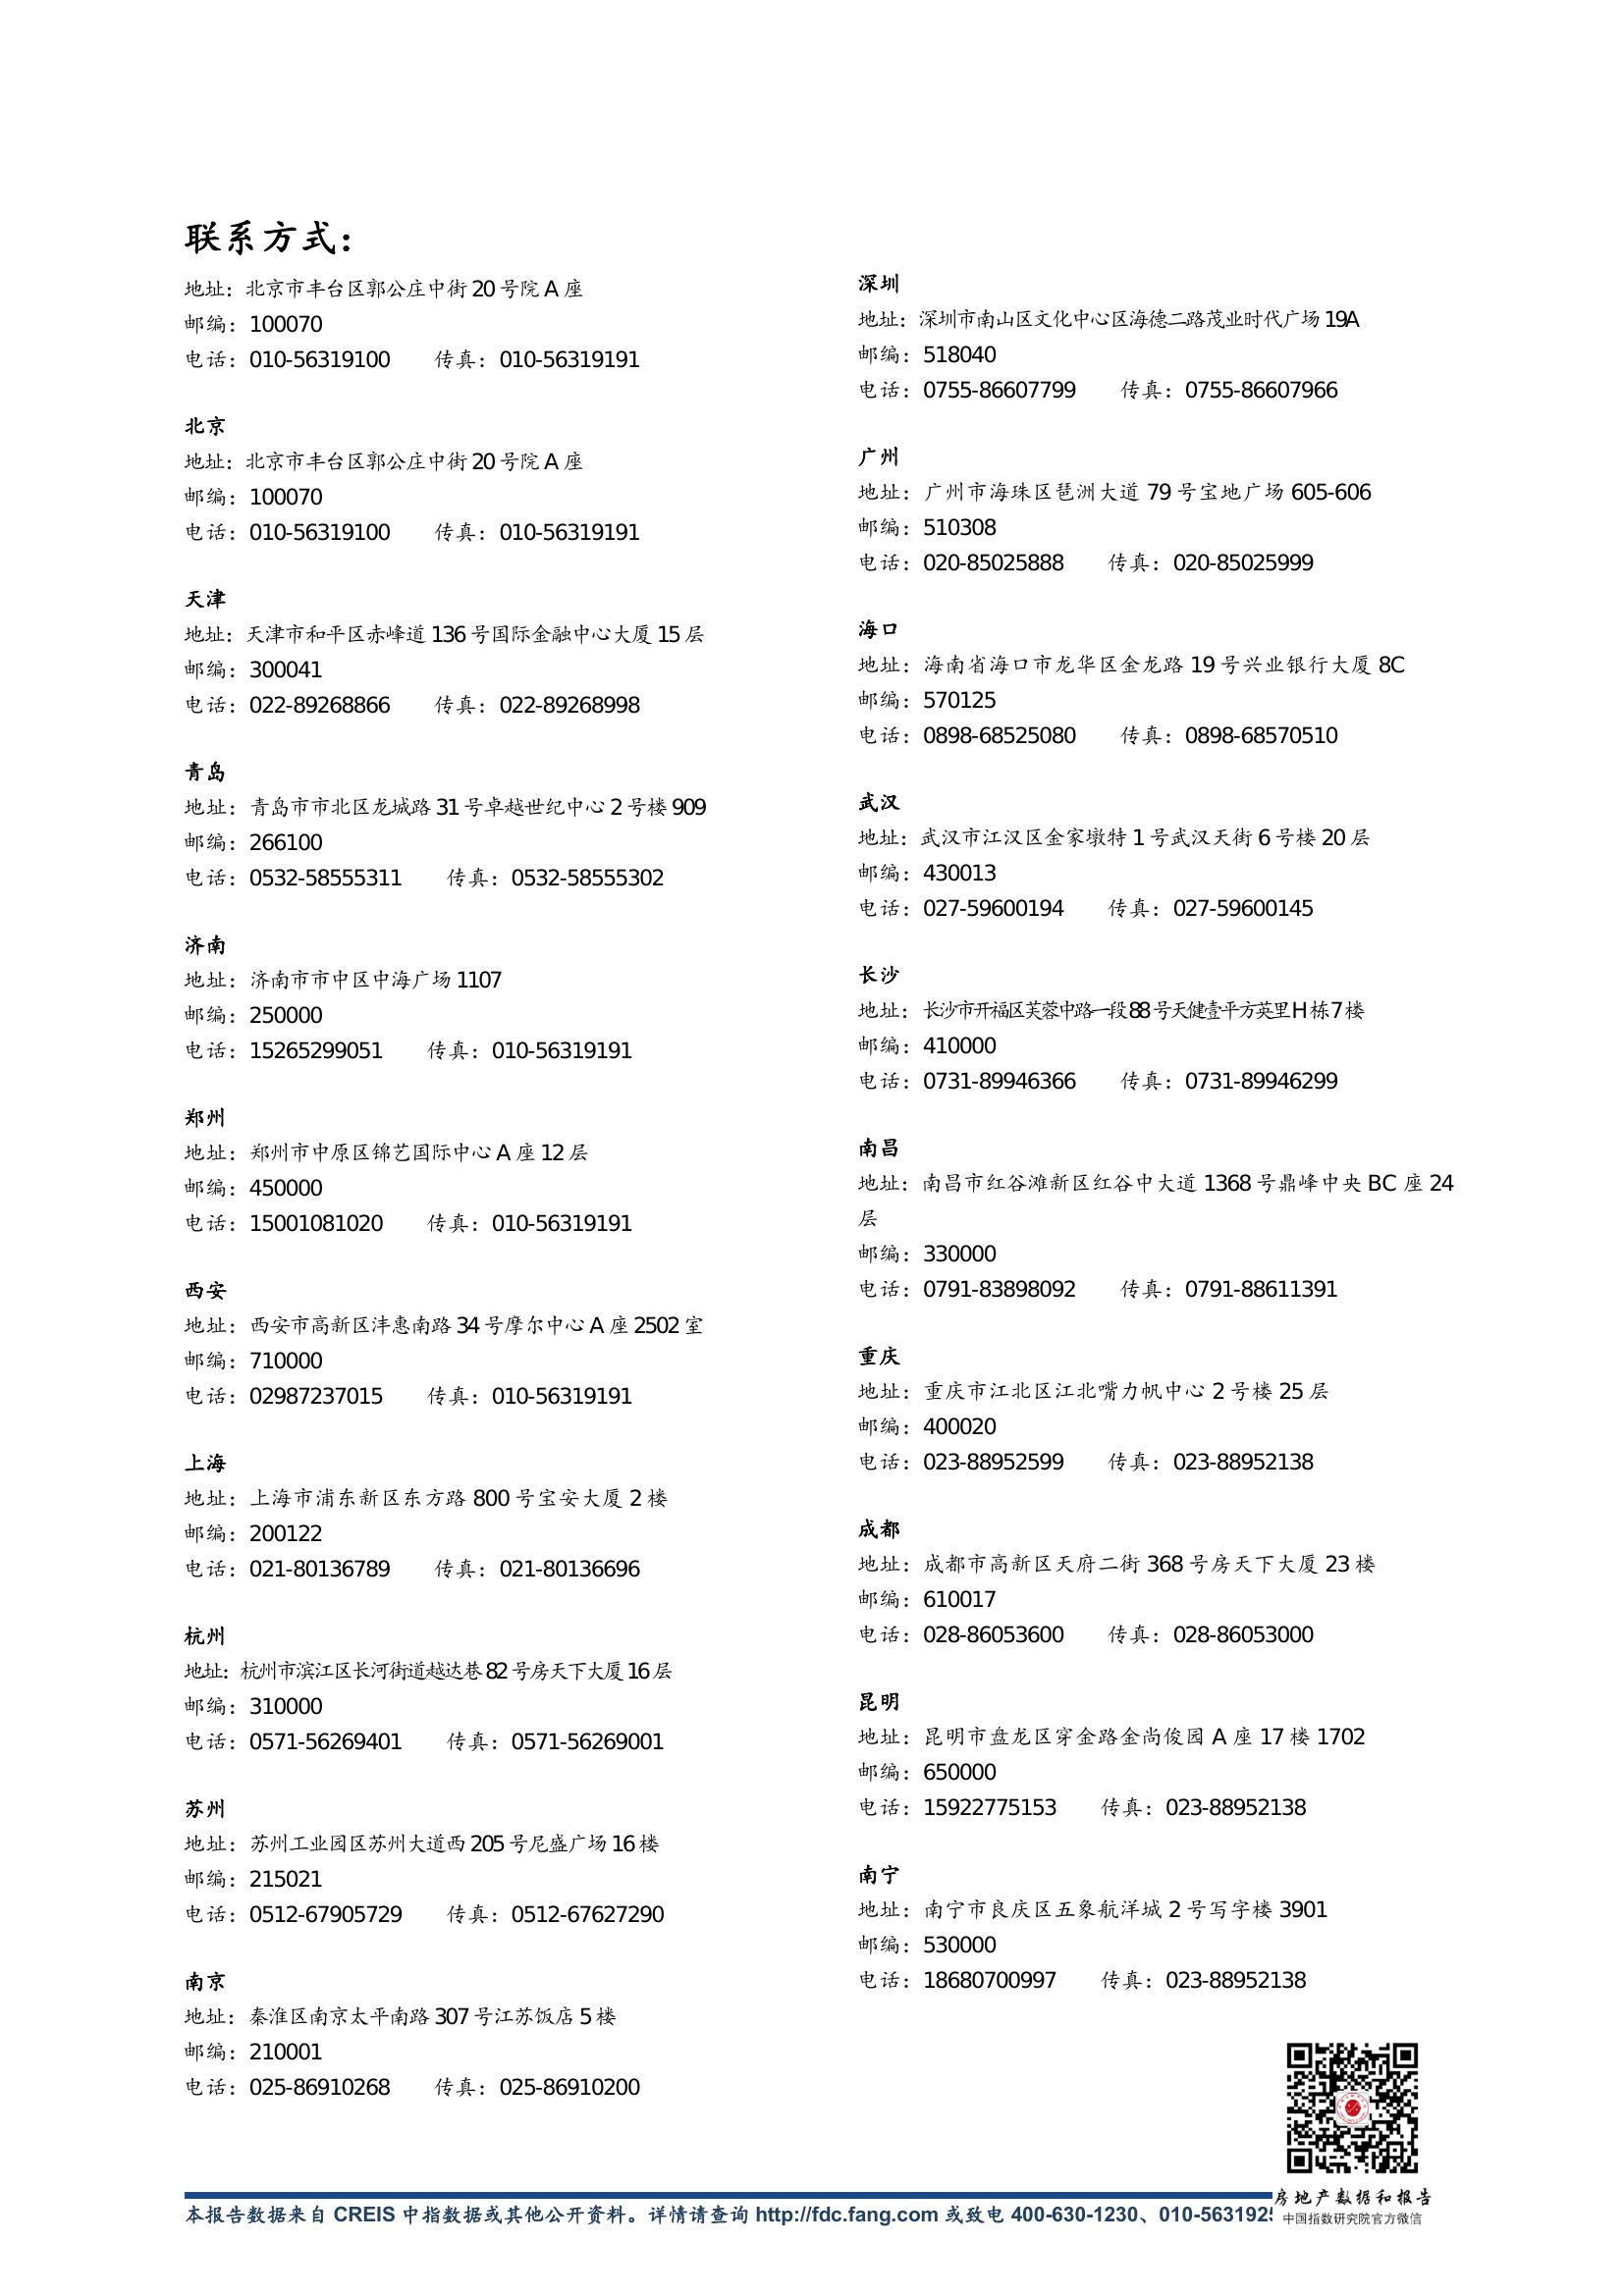 联系方式：
地址：北京市丰台区郭公庄中街 20 号院 A 座
邮编：100070
电话：010-56319100 传真：010-56319191
北京
地址：北京市丰台区郭公庄中街 20 号院 A 座
邮编：100070
电话：010-56319100 传真：010-56319191
天津
地址：天津市和平区赤峰道 136 号国际金融中心大厦 15 层
邮编：300041
电话：022-89268866 传真：022-89268998
青岛
地址：青岛市市北区龙城路 31 号卓越世纪中心 2 号楼 909
邮编：266100
电话：0532-58555311 传真：0532-58555302
济南
地址：济南市市中区中海广场 1107
邮编：250000
电话：15265299051 传真：010-56319191
郑州
地址：郑州市中原区锦艺国际中心 A 座 12 层
邮编：450000
电话：15001081020 传真：010-56319191
西安
地址：西安市高新区沣惠南路 34 号摩尔中心 A 座 2502 室
邮编：710000
电话：02987237015 传真：010-56319191
上海
地址：上海市浦东新区东方路 800 号宝安大厦 2 楼
邮编：200122
电话：021-80136789 传真：021-80136696
杭州
地址：杭州市滨江区长河街道越达巷 82 号房天下大厦 16 层
邮编：310000
电话：0571-56269401 传真：0571-56269001
苏州
地址：苏州工业园区苏州大道西 205 号尼盛广场 16 楼
邮编：215021
电话：0512-67905729 传真：0512-67627290
南京
地址：秦淮区南京太平南路 307 号江苏饭店 5 楼
邮编：210001
电话：025-86910268 传真：025-86910200
深圳
地址：深圳市南山区文化中心区海德二路茂业时代广场 19A
邮编：518040
电话：0755-86607799 传真：0755-86607966
广州
地址：广州市海珠区琶洲大道 79 号宝地广场 605-606
邮编：510308
电话：020-85025888 传真：020-85025999
海口
地址：海南省海口市龙华区金龙路 19 号兴业银行大厦 8C
邮编：570125
电话：0898-68525080 传真：0898-68570510
武汉
地址：武汉市江汉区金家墩特 1 号武汉天街 6 号楼 20 层
邮编：430013
电话：027-59600194 传真：027-59600145
长沙
地址：长沙市开福区芙蓉中路一段 88 号天健壹平方英里 H 栋 7 楼
邮编：410000
电话：0731-89946366 传真：0731-89946299
南昌
地址：南昌市红谷滩新区红谷中大道 1368 号鼎峰中央 BC 座 24
层
邮编：330000
电话：0791-83898092 传真：0791-88611391
重庆
地址：重庆市江北区江北嘴力帆中心 2 号楼 25 层
邮编：400020
电话：023-88952599 传真：023-88952138
成都
地址：成都市高新区天府二街 368 号房天下大厦 23 楼
邮编：610017
电话：028-86053600 传真：028-86053000
昆明
地址：昆明市盘龙区穿金路金尚俊园 A 座 17 楼 1702
邮编：650000
电话：15922775153 传真：023-88952138
南宁
地址：南宁市良庆区五象航洋城 2 号写字楼 3901
邮编：530000
电话：18680700997 传真：023-88952138
房地产数据和报告
中国指数研究院官方微信
本报告数据来自 CREIS 中指数据或其他公开资料。详情请查询 http://fdc.fang.com 或致电 400-630-1230、010-563192